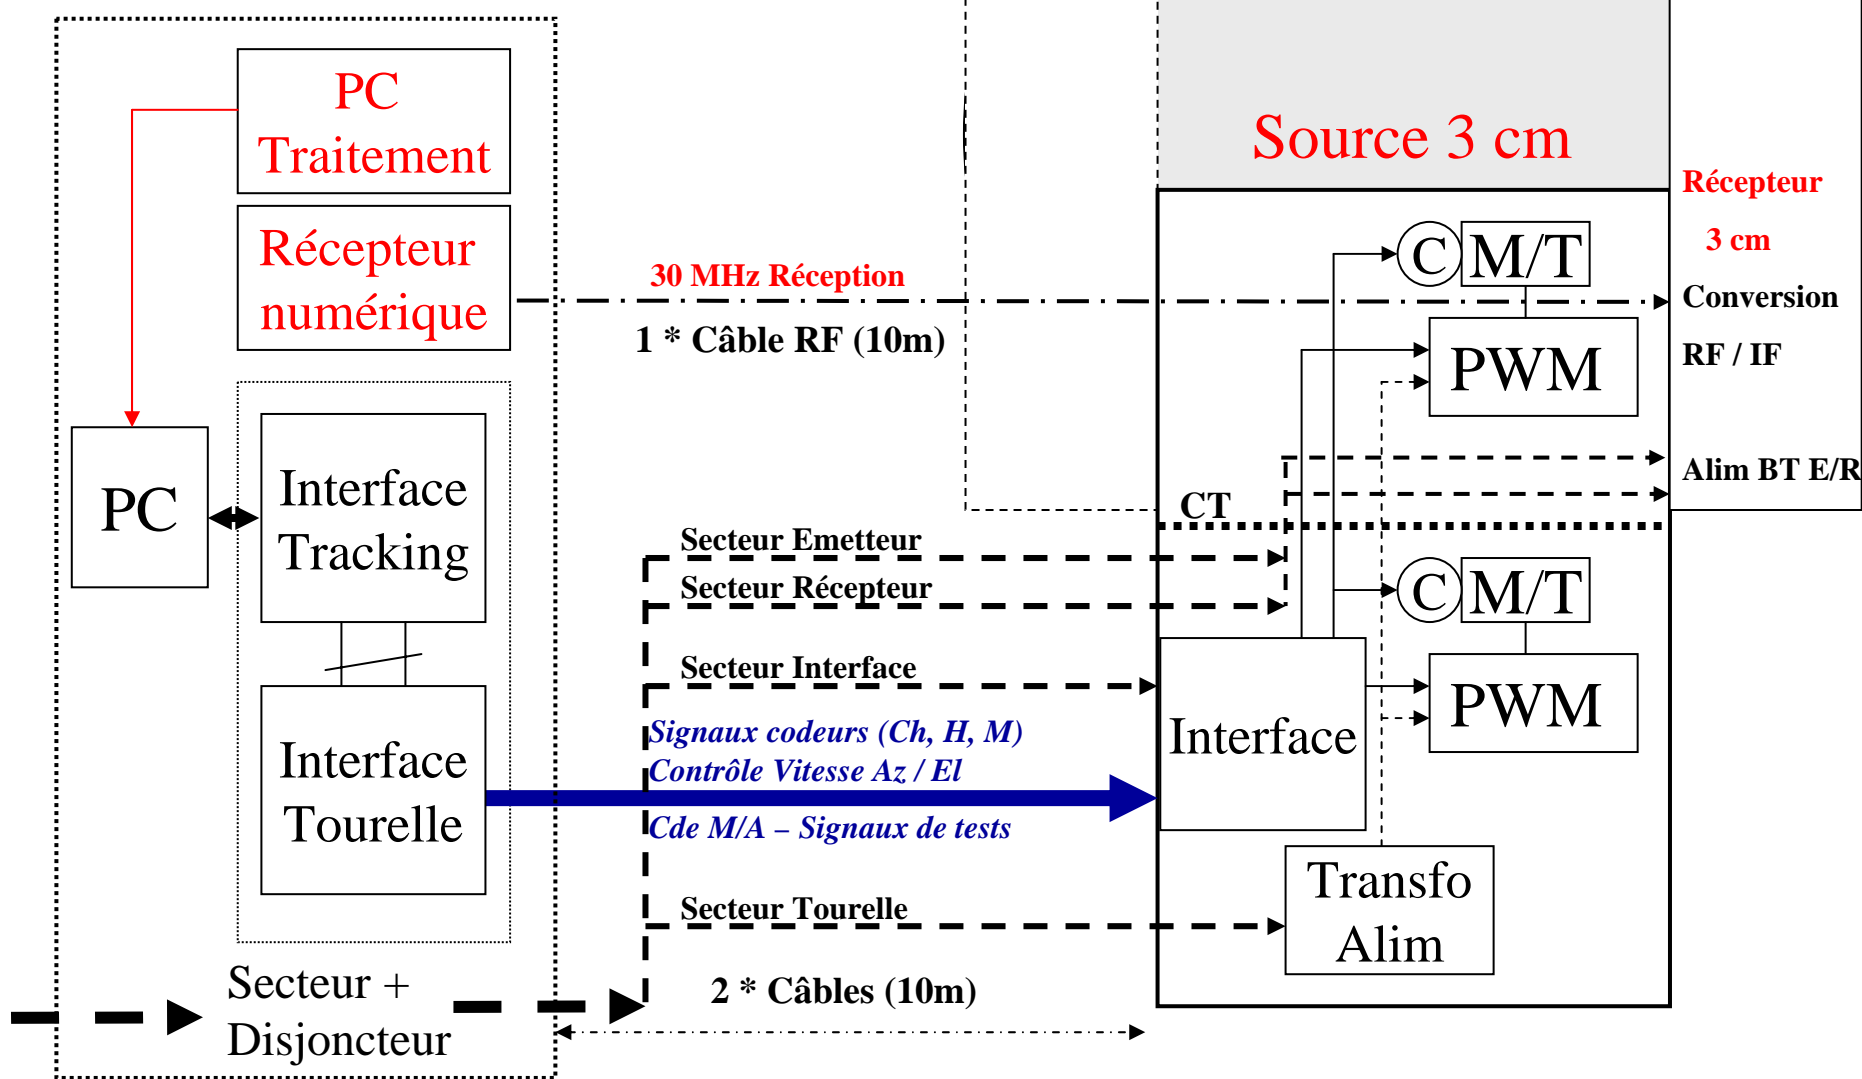 PC
Traitement
Récepteur
numérique
PC
Interface
Tracking
Interface
Tourelle
Secteur +
Disjoncteur
30 MHz Réception
1 * Câble RF (10m)
Secteur Emetteur
Secteur Récepteur
Secteur Interface
Signaux codeurs (Ch, H, M)
Contrôle Vitesse Az / El
Cde M/A – Signaux de tests
Secteur Tourelle
2 * Câbles (10m)
Source 3 cm
C
M/T
PWM
CT
C
M/T
PWM
Interface
Transfo
Alim
Récepteur
3 cm
Conversion
RF / IF
Alim BT E/R